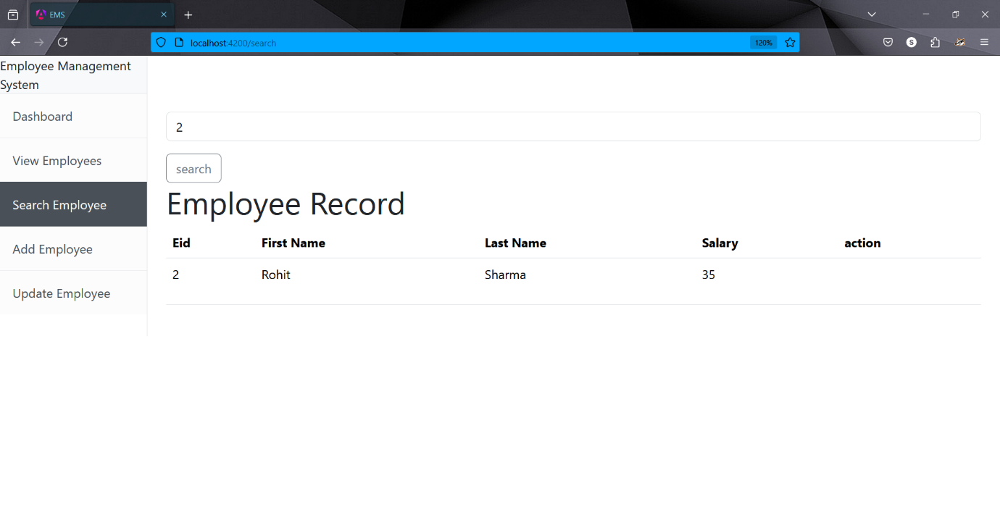 EMS
localhost:4200/search
120%
S
Employee Management
System
Dashboard
View Employees
Search Employee
Add Employee
Update Employee
2
search
Employee Record
Eid First Name Last Name Salary action
2 Rohit Sharma 35